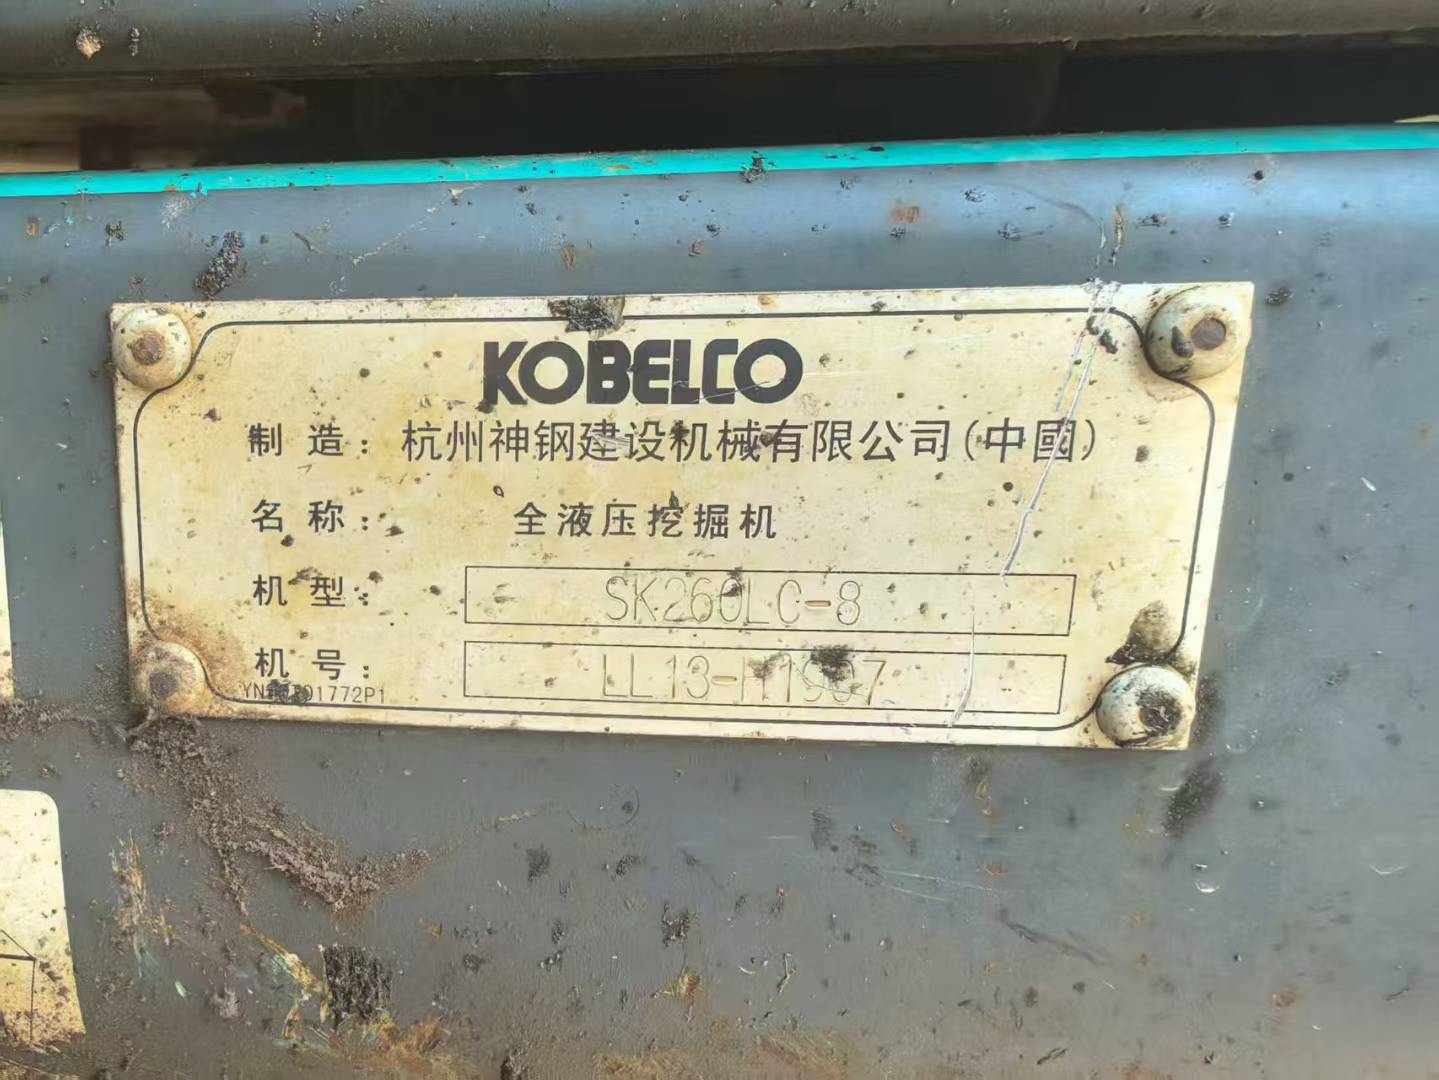 KOBELCO
制 造： 杭州神钢建设机械有限公司(中國)
名 称： 全液压挖掘机
机 型： SK260LC-8
机 号： LL13-H1907